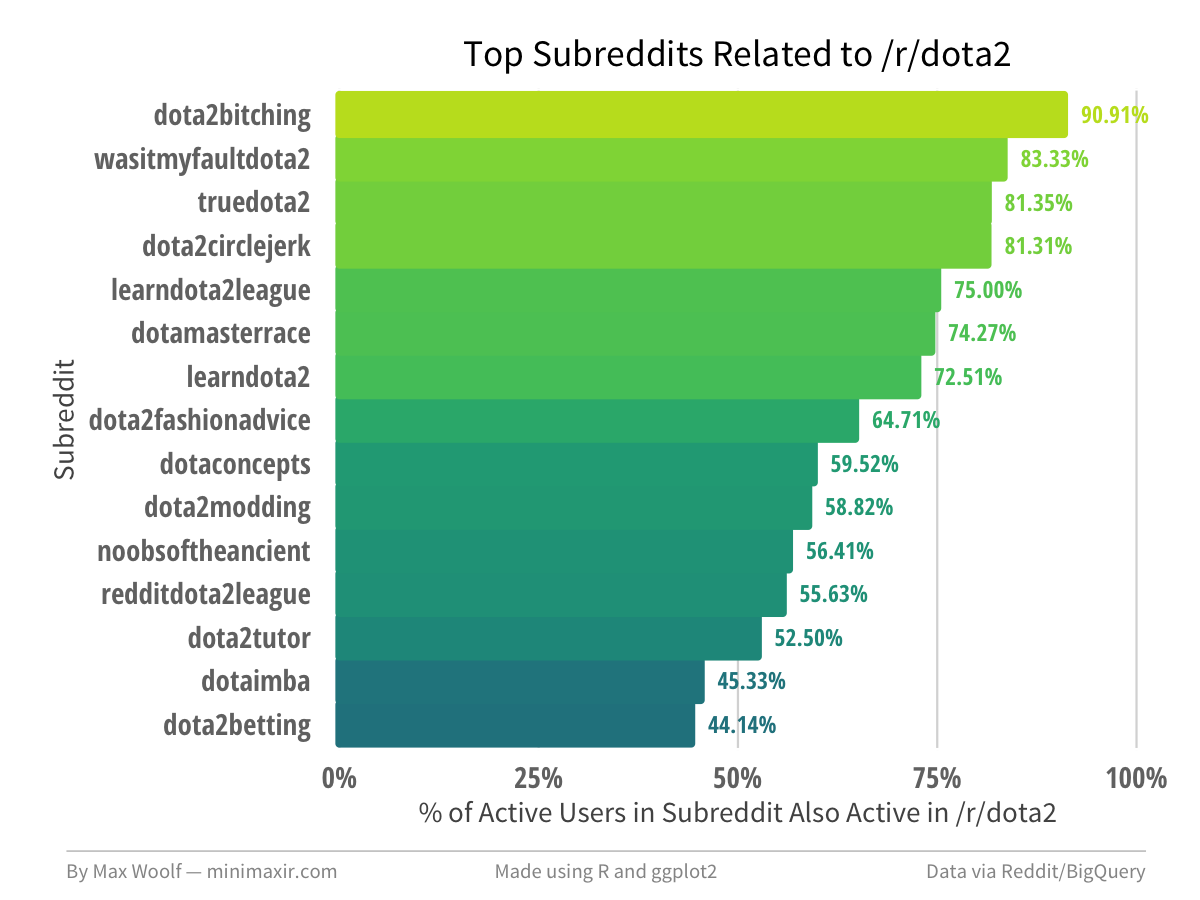 Top Subreddits Related to /r/dota2
dota2bitching 90.91%
wasitmyfaultdota2 83.33%
truedota2 81.35%
dota2circlejerk 81.31%
learndota2league 75.00%
dotamasterrace 74.27%
learndota2 72.51%
dota2fashionadvice 64.71%
dotaconcepts 59.52%
dota2modding 58.82%
noobsoftheancient 56.41%
redditdota2league 55.63%
dota2tutor 52.50%
dotaimba 45.33%
dota2betting 44.14%
Subreddit
0% 25% 50% 75% 100%
% of Active Users in Subreddit Also Active in /r/dota2
By Max Woolf — minimaxir.com Made using R and ggplot2 Data via Reddit/BigQuery